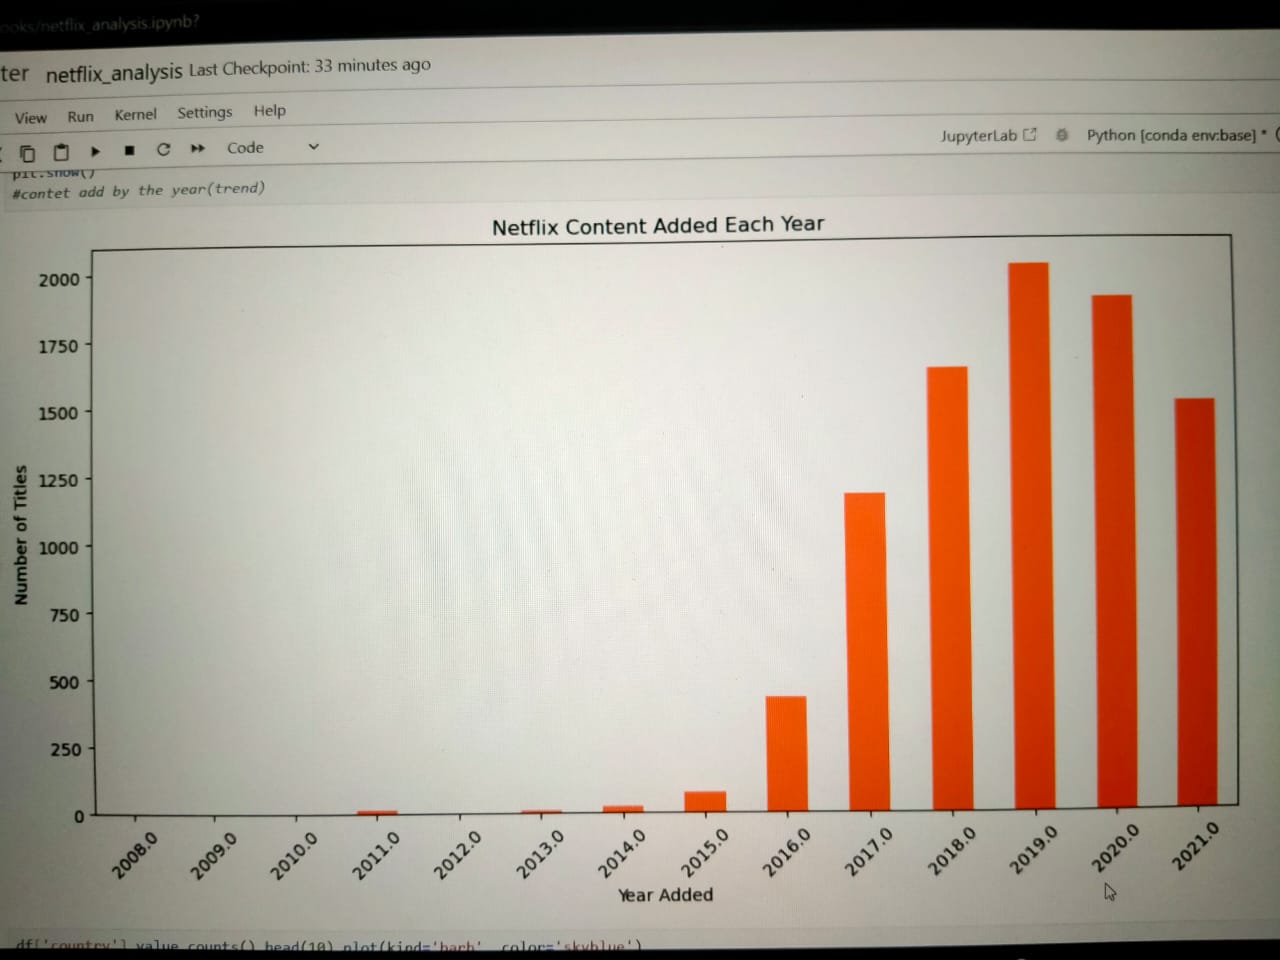 ooks/netflix_analysis.ipynb?
ter netflix_analysis Last Checkpoint: 33 minutes ago
View Run Kernel Settings Help
Code
JupyterLab Python [conda env:base] *
plt.show()
#contet add by the year(trend)
Netflix Content Added Each Year
2000
1750
1500
1250
1000
750
500
250
0
Number of Titles
2008.0 2009.0 2010.0 2011.0 2012.0 2013.0 2014.0 2015.0 2016.0 2017.0 2018.0 2019.0 2020.0 2021.0
Year Added
df['country'].value_counts().head(10).plot(kind='barh', color='skyblue')